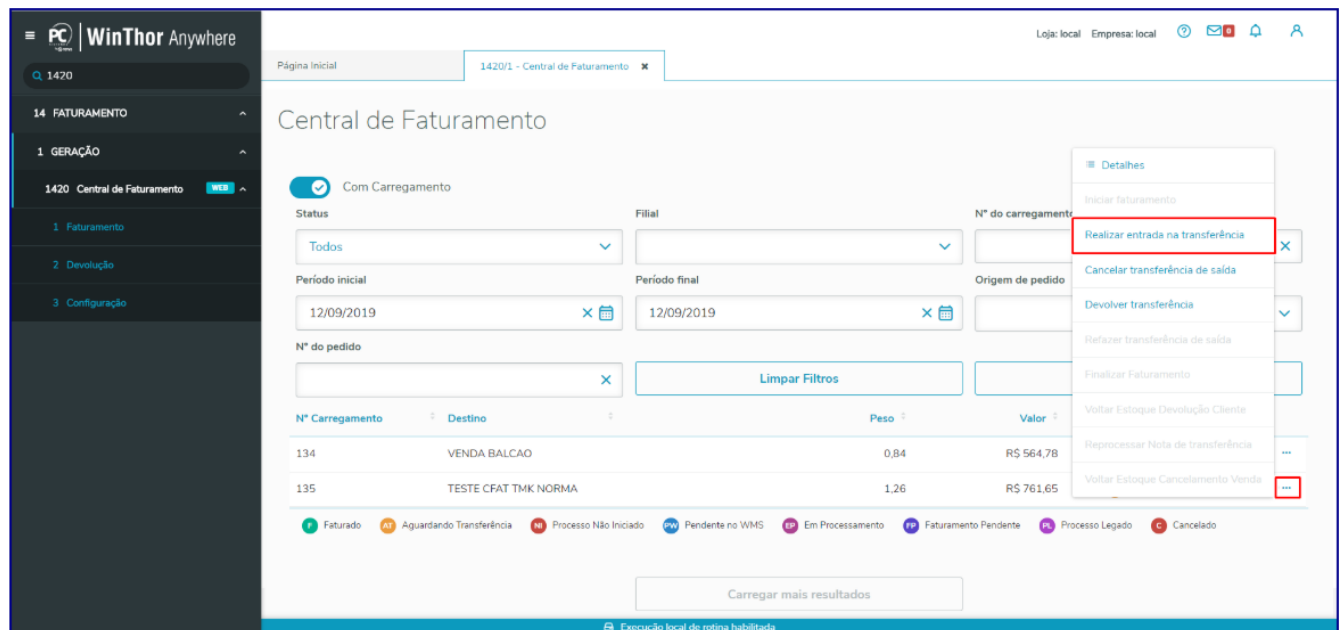 PC WinThor Anywhere
Loja: local Empresa: local
0
1420
Página Inicial
1420/1 - Central de Faturamento
14 FATURAMENTO
1 GERAÇÃO
1420 Central de Faturamento WEB
1 Faturamento
2 Devolução
3 Configuração
Central de Faturamento
Com Carregamento
Status Filial N° do carregamento
Todos
Período inicial Período final Origem de pedido
12/09/2019 12/09/2019
N° do pedido
Limpar Filtros
Detalhes
Iniciar faturamento
Realizar entrada na transferência
Cancelar transferência de saída
Devolver transferência
Refazer transferência de saída
Finalizar Faturamento
Voltar Estoque Devolução Cliente
Reprocessar Nota de transferência
Voltar Estoque Cancelamento Venda
N° Carregamento Destino Peso Valor
134 VENDA BALCAO 0,84 R$ 564,78 ...
135 TESTE CFAT TMK NORMA 1,26 R$ 761,65 ...
F Faturado AT Aguardando Transferência NI Processo Não Iniciado PW Pendente no WMS EP Em Processamento FP Faturamento Pendente PL Processo Legado C Cancelado
Carregar mais resultados
Execução local de rotina habilitada